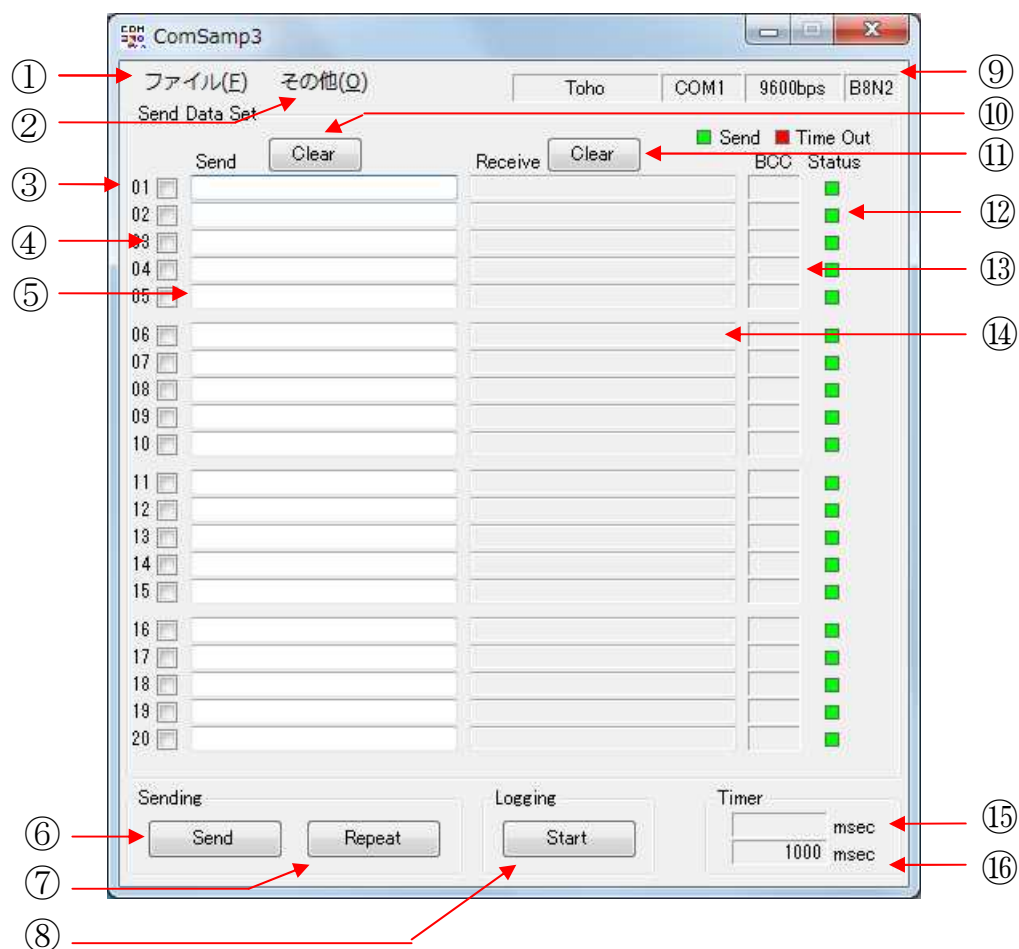 ComSamp3
① ファイル(F) その他(O) Toho COM1 9600bps B8N2 ⑨
② Send Data Set ⑩
Send Clear Receive Clear Send Time Out ⑪
BCC Status
③ 01
02 ⑫
④ 03
04 ⑬
⑤ 05
06 ⑭
07
08
09
10
11
12
13
14
15
16
17
18
19
20
Sending Logging Timer
⑥ Send Repeat Start msec ⑮
1000 msec ⑯
⑦
⑧